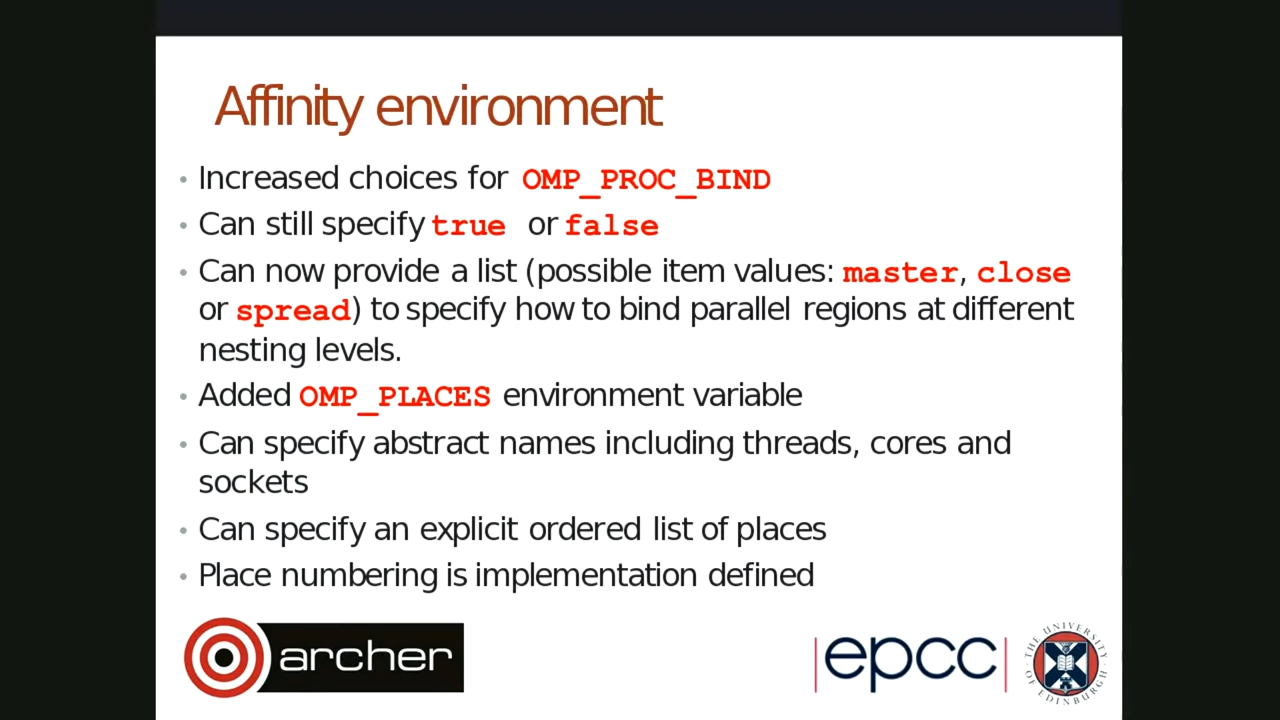 Affinity environment
• Increased choices for OMP_PROC_BIND
• Can still specify true or false
• Can now provide a list (possible item values: master, close
or spread) to specify how to bind parallel regions at different
nesting levels.
• Added OMP_PLACES environment variable
• Can specify abstract names including threads, cores and
sockets
• Can specify an explicit ordered list of places
• Place numbering is implementation defined
archer
epcc
THE UNIVERSITY
OF EDINBURGH